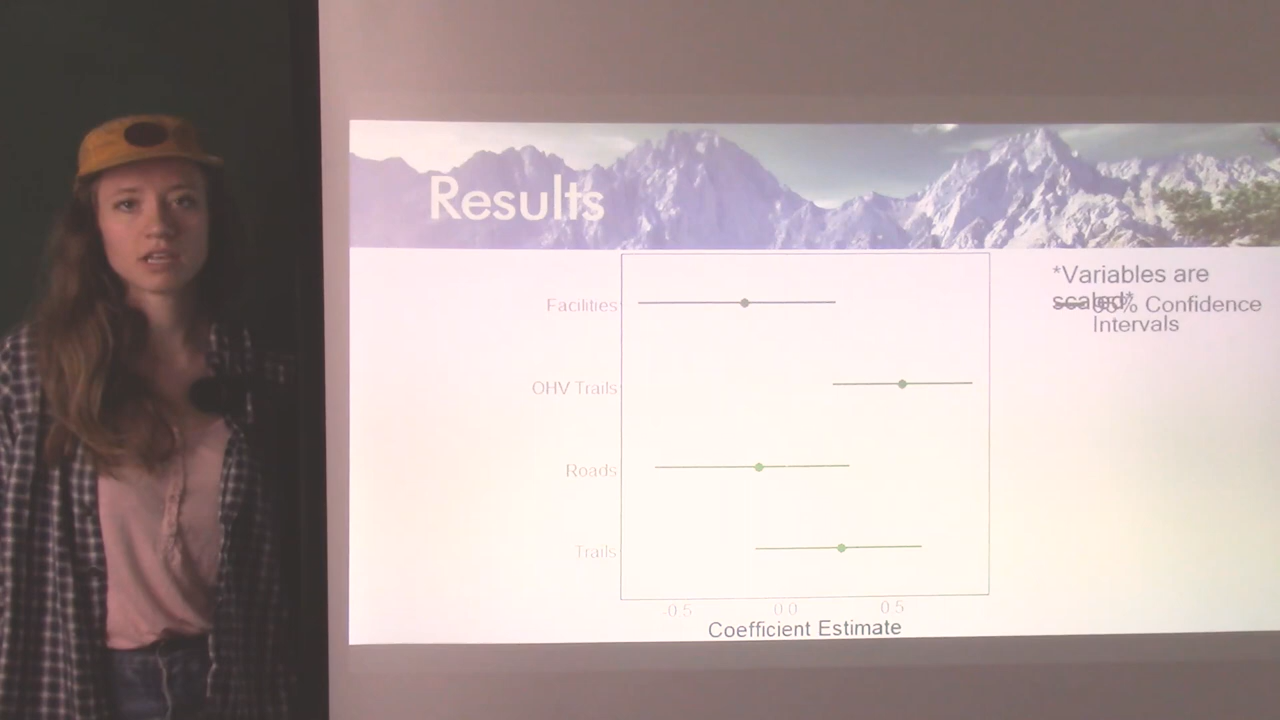 Results
*Variables are
scaled*
95% Confidence
Intervals
Facilities
OHV Trails
Roads
Trails
-0.5 0.0 0.5
Coefficient Estimate